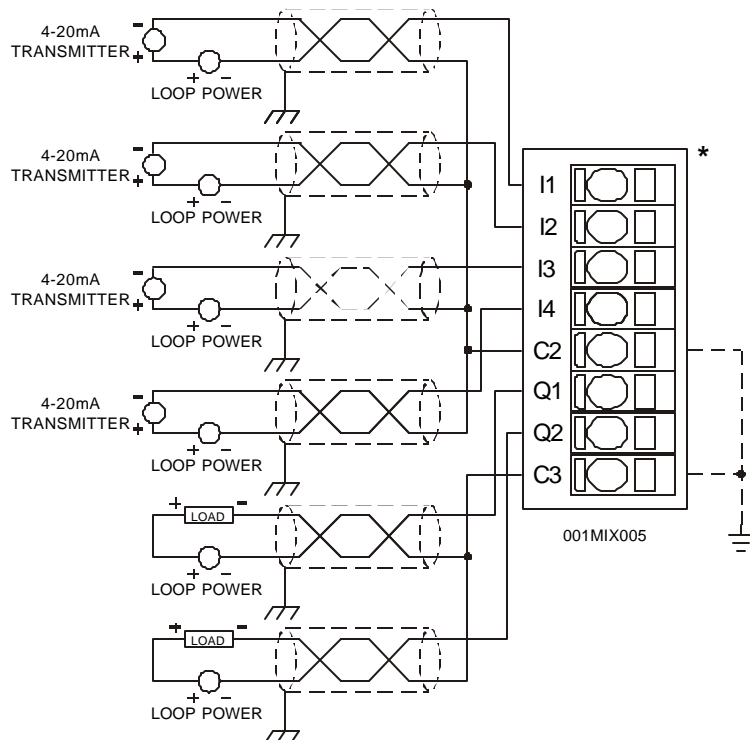 4-20mA
TRANSMITTER
- +
+ -
LOOP POWER
4-20mA
TRANSMITTER
- +
+ -
LOOP POWER
4-20mA
TRANSMITTER
- +
+ -
LOOP POWER
4-20mA
TRANSMITTER
- +
+ -
LOOP POWER
+ LOAD -
+ -
LOOP POWER
+ LOAD -
+ -
LOOP POWER
*
I1
I2
I3
I4
C2
Q1
Q2
C3
001MIX005